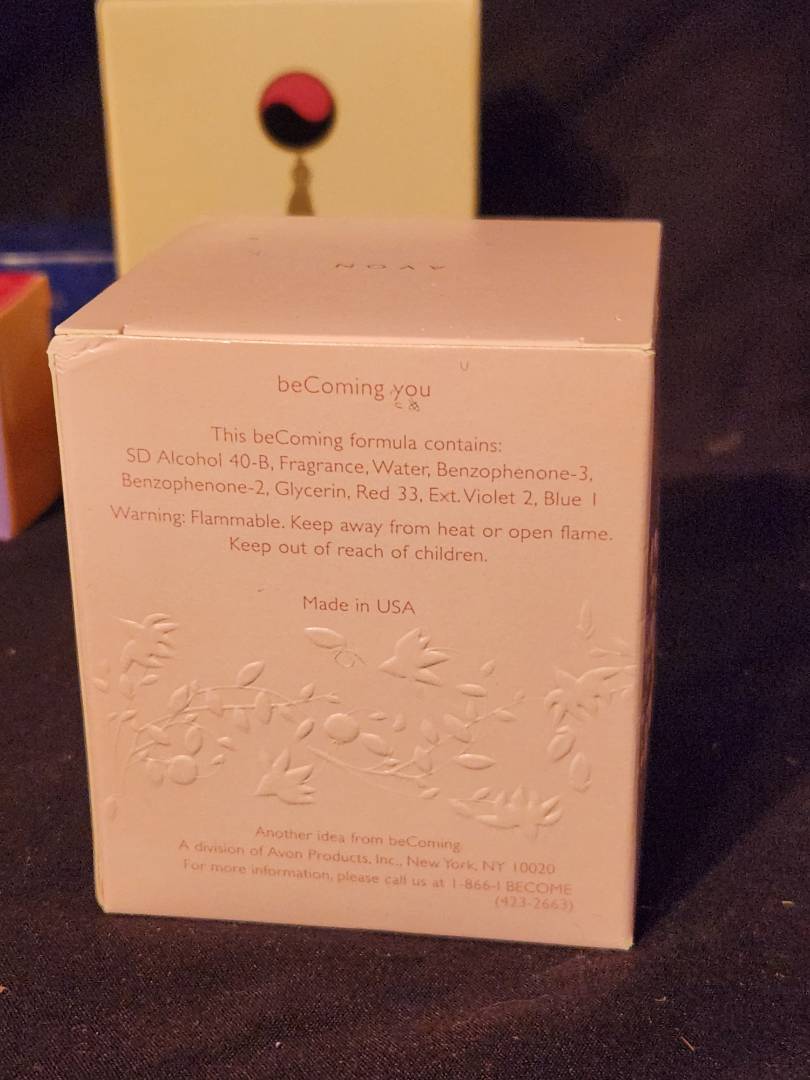 AVON
beComing you
This beComing formula contains:
SD Alcohol 40-B, Fragrance, Water, Benzophenone-3,
Benzophenone-2, Glycerin, Red 33, Ext. Violet 2, Blue 1
Warning: Flammable. Keep away from heat or open flame.
Keep out of reach of children.
Made in USA
Another idea from beComing
A division of Avon Products, Inc., New York, NY 10020
For more information, please call us at 1-866-I BECOME
(423-2663)